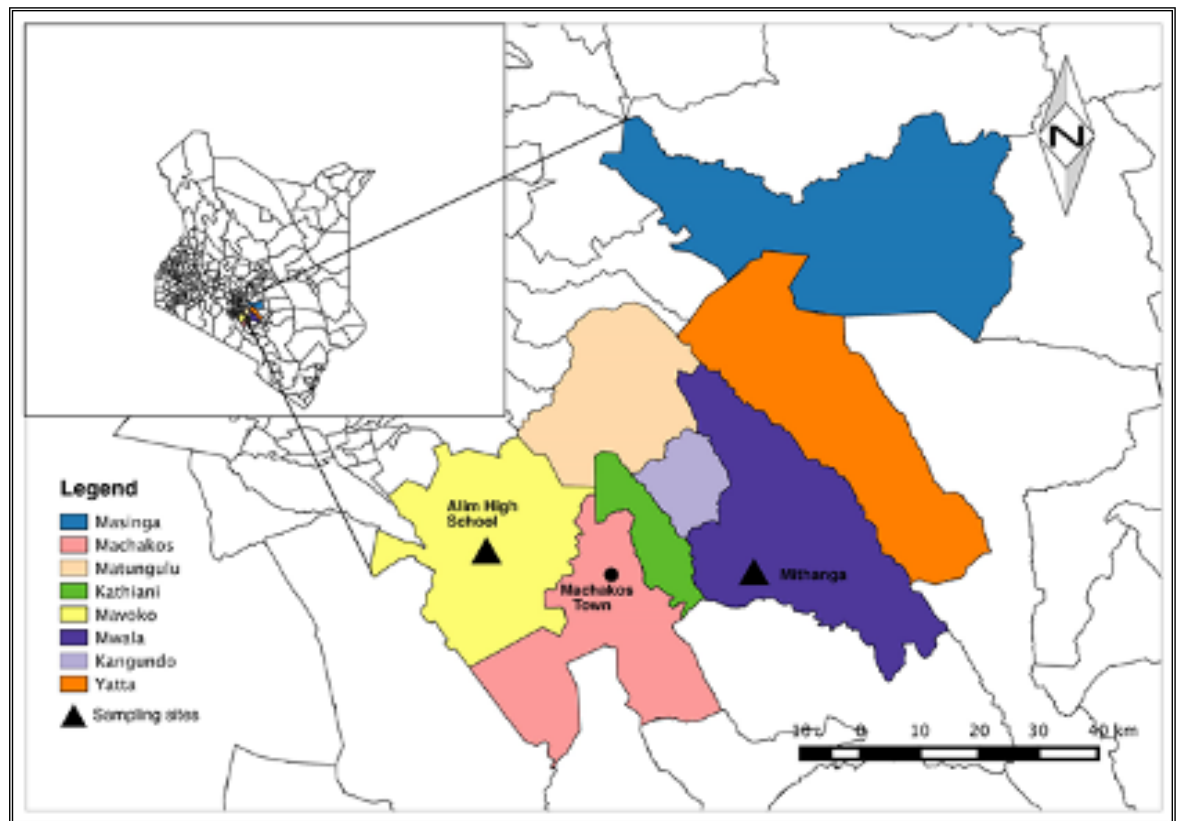 N
Legend
Masinga
Machakos
Matungulu
Kathiani
Mavoko
Mwala
Kangundo
Yatta
Sampling sites
Alim High
School
Machakos
Town
Mithanga
10 0 10 20 30 40 km